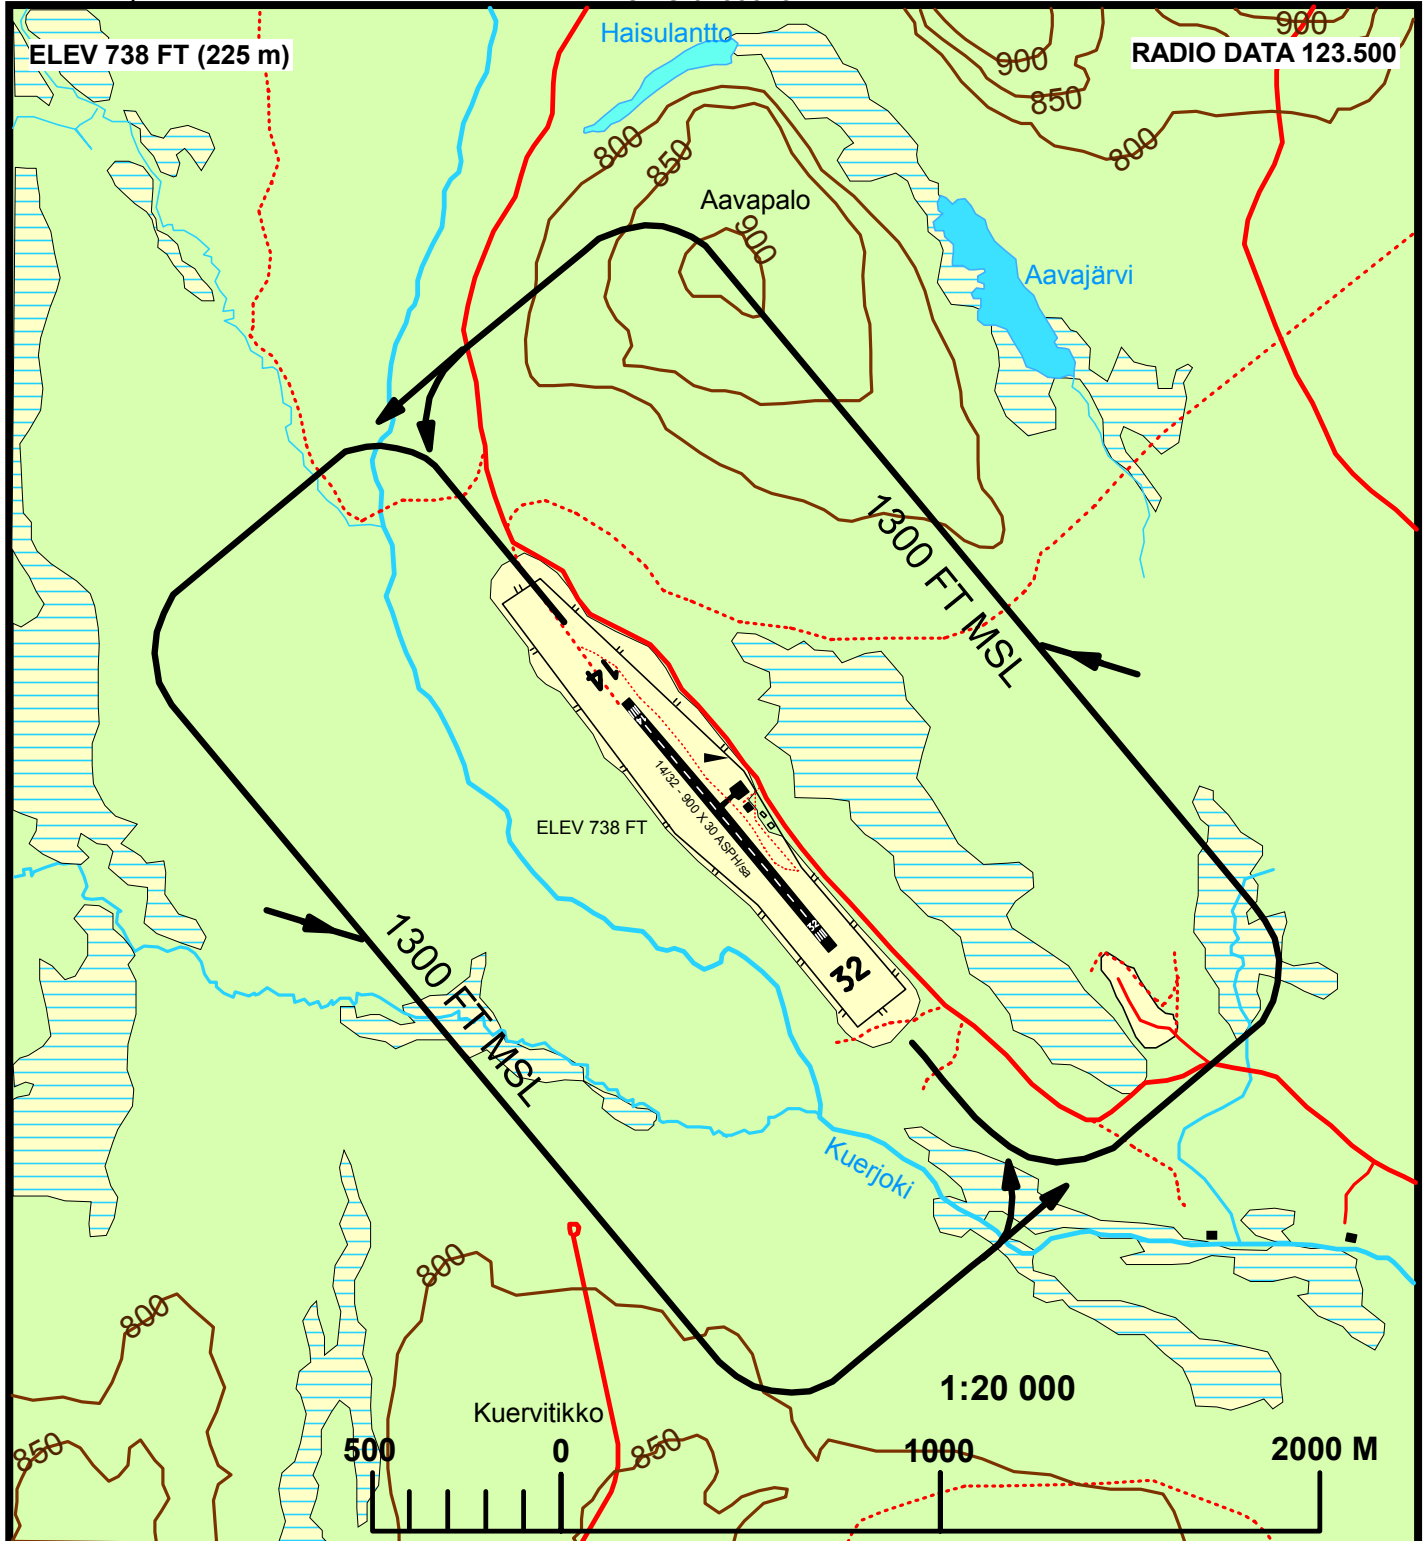 Haisulantto
900
ELEV 738 FT (225 m)
RADIO DATA 123.500
900
850
800
800
850
Aavapalo
900
Aavajärvi
1300 FT MSL
14
14/32 - 900 X 30 ASPH/sa
ELEV 738 FT
1300 FT MSL
32
Kuerjoki
800
800
1:20 000
Kuervitikko
850
850
500
0
1000
2000 M